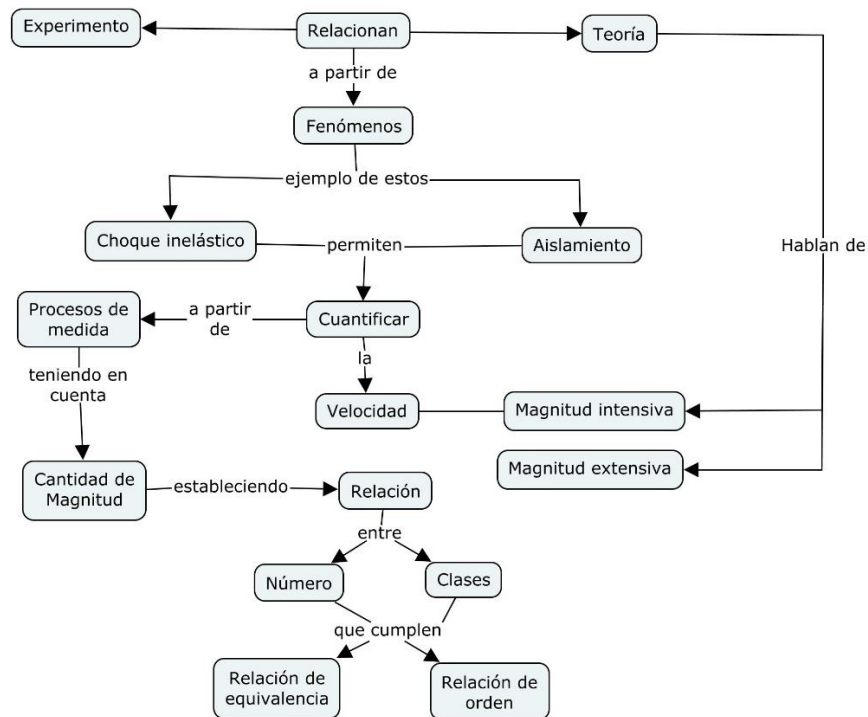 Experimento
Relacionan
Teoría
a partir de
Fenómenos
ejemplo de estos
Choque inelástico
permiten
Aislamiento
Hablan de
Procesos de
medida
a partir
de
Cuantificar
teniendo en
cuenta
la
Velocidad
Magnitud intensiva
Magnitud extensiva
Cantidad de
Magnitud
estableciendo
Relación
entre
Número
Clases
que cumplen
Relación de
equivalencia
Relación de
orden